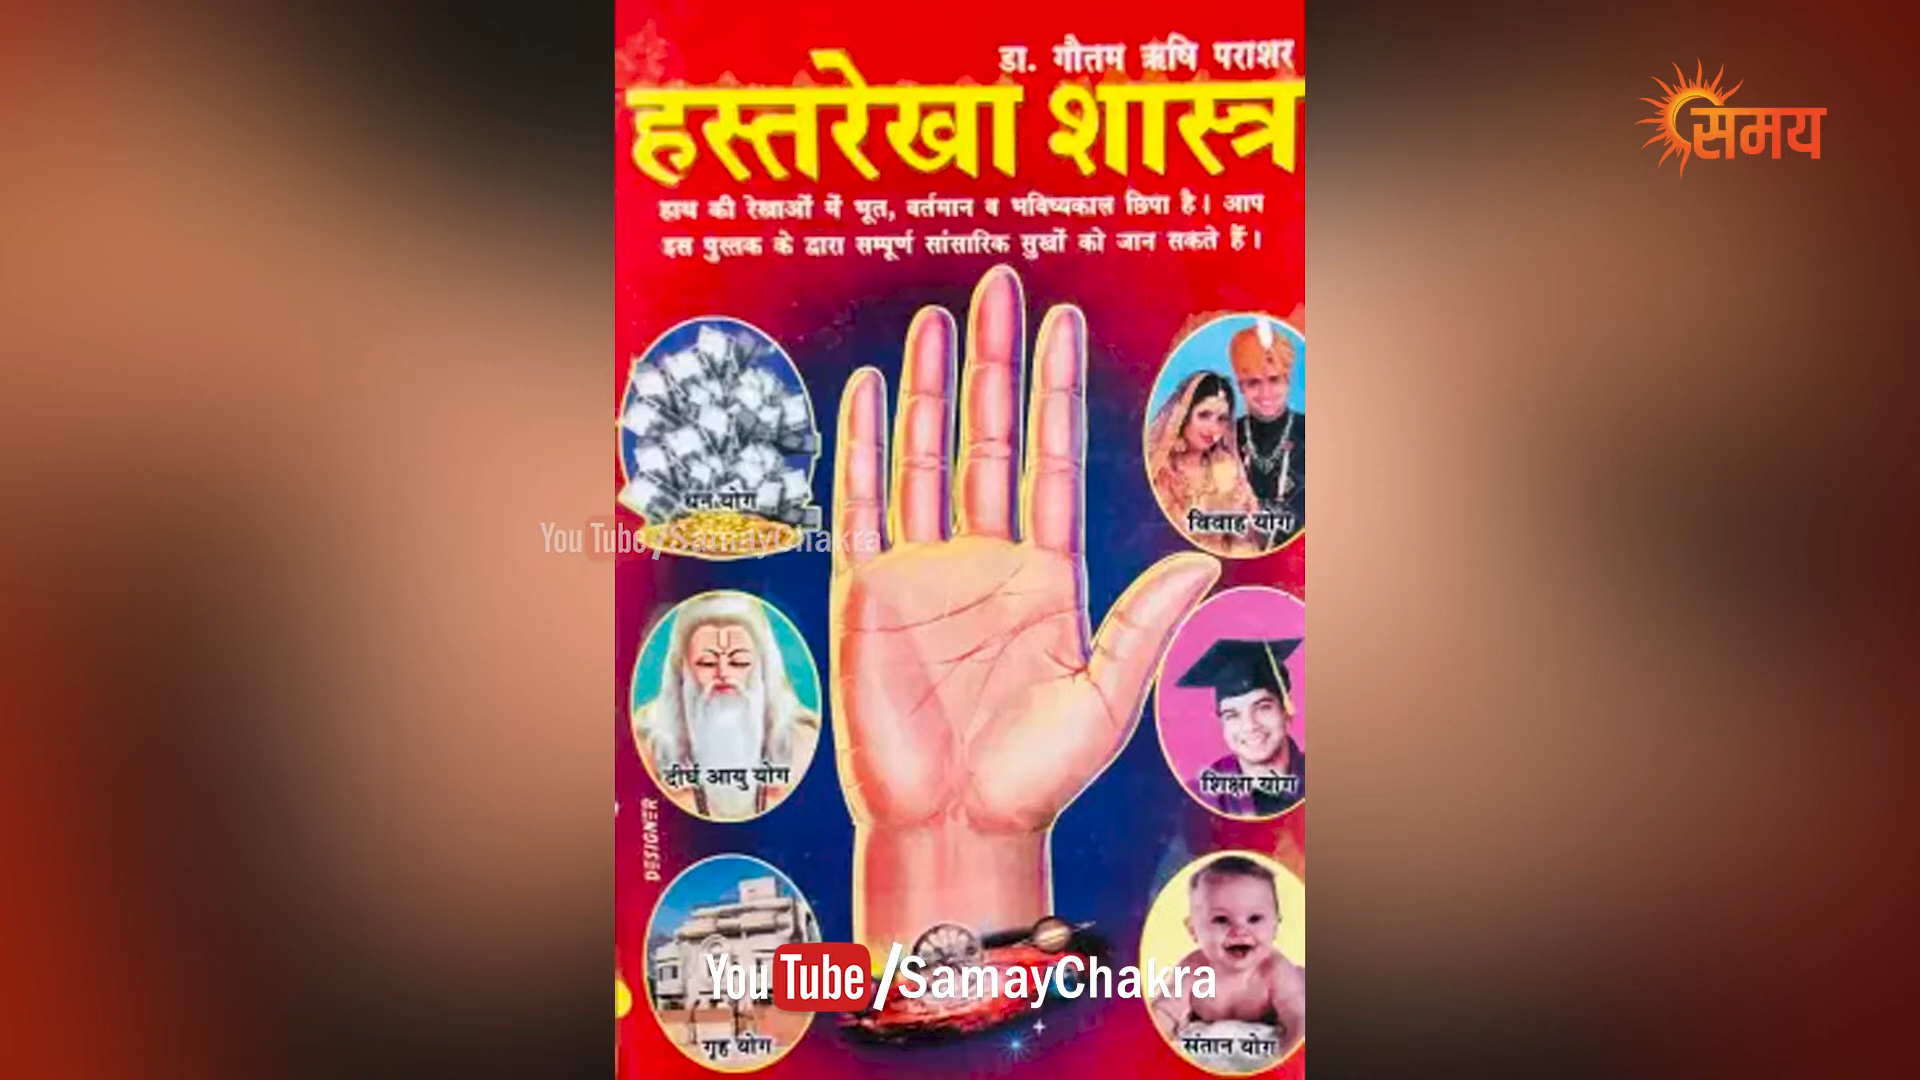 डा. गौतम ऋषि पराशर
समय
हस्तरेखा शास्त्र
हाथ की रेखाओं में भूत, वर्तमान व भविष्यकाल छिपा है। आप
इस पुस्तक के द्वारा सम्पूर्ण सांसारिक सुखों को जान सकते हैं।
धन योग
विवाह योग
YouTube/SamayChakra
दीर्घ आयु योग
शिक्षा योग
DESIGNER
YouTube/SamayChakra
गृह योग
संतान योग